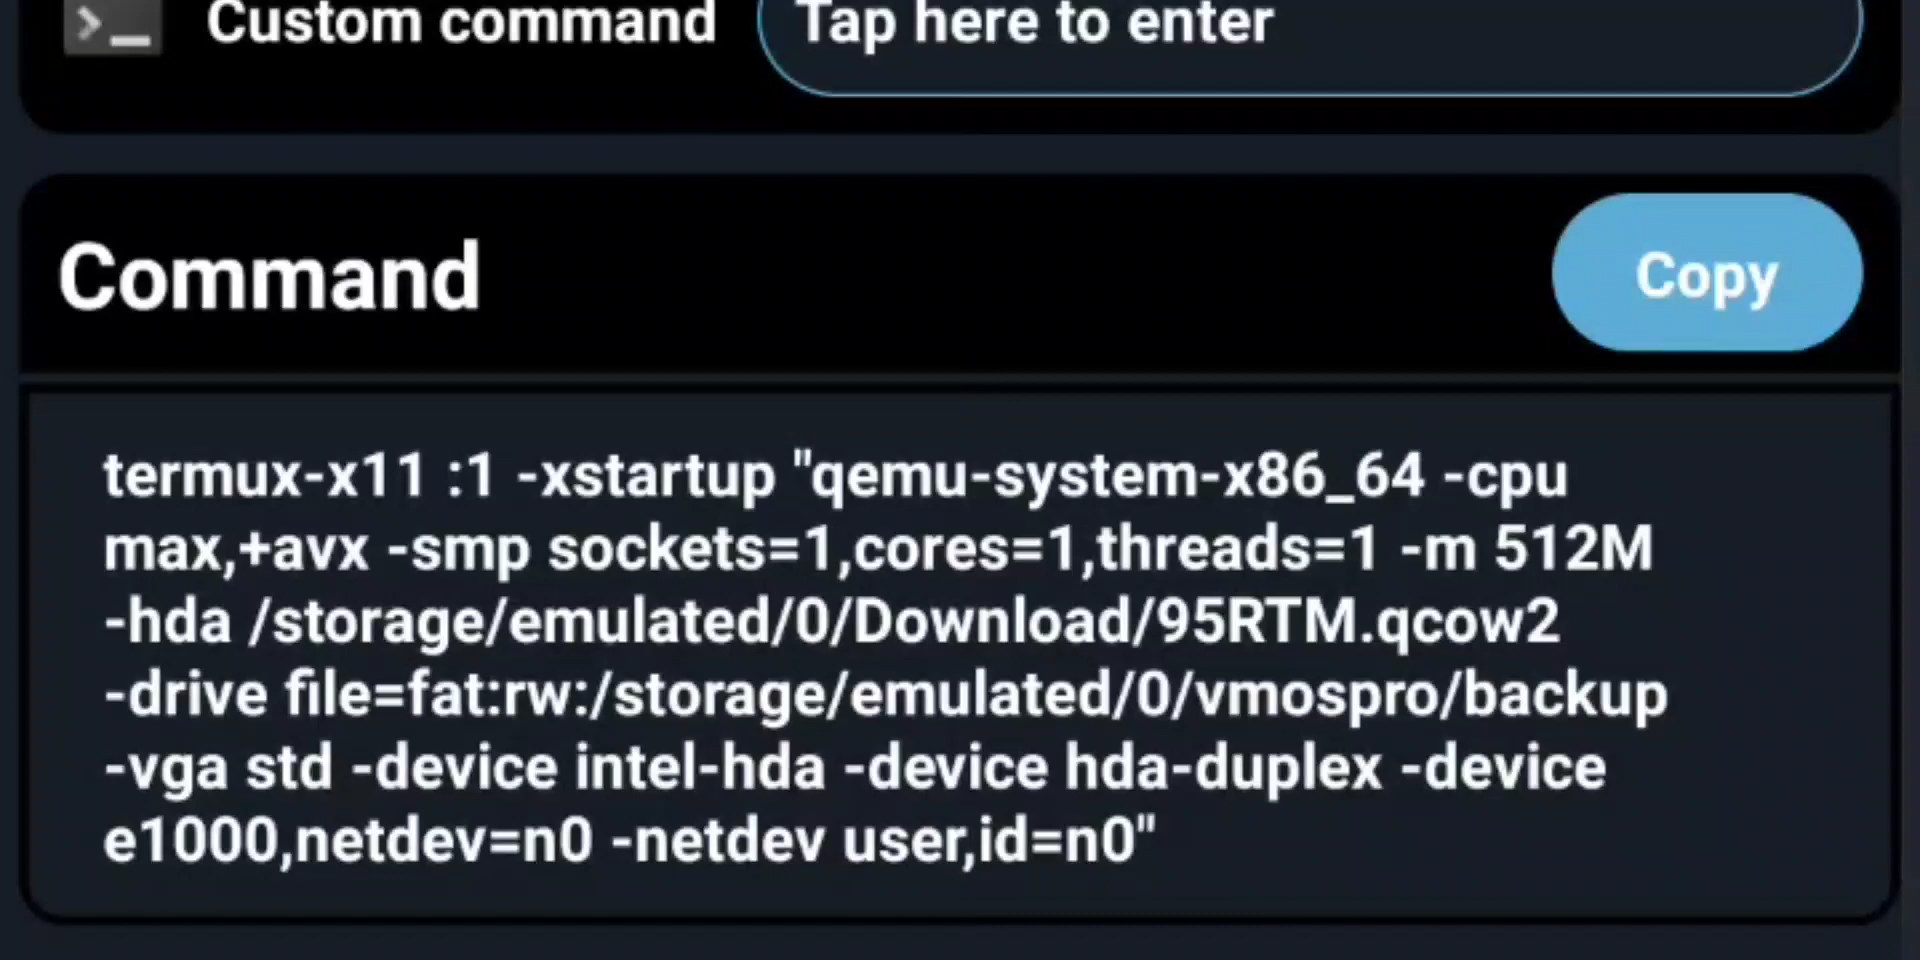 Custom command
Tap here to enter
Command
Copy
termux-x11 :1 -xstartup "qemu-system-x86_64 -cpu
max,+avx -smp sockets=1,cores=1,threads=1 -m 512M
-hda /storage/emulated/0/Download/95RTM.qcow2
-drive file=fat:rw:/storage/emulated/0/vmospro/backup
-vga std -device intel-hda -device hda-duplex -device
e1000,netdev=n0 -netdev user,id=n0"